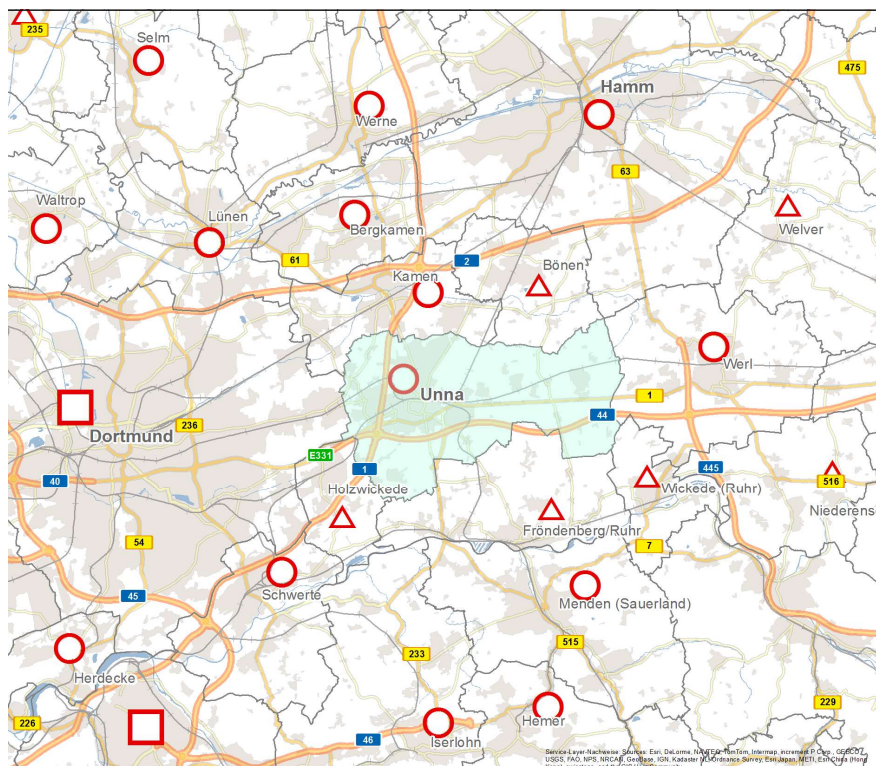 235
Selm
475
Hamm
Werne
63
Waltrop
Lünen
Bergkamen
Welver
61
2
Bönen
Kamen
Werl
Unna
1
44
Dortmund
236
E331
1
445
40
Holzwickede
Wickede (Ruhr)
516
Niederens
Fröndenberg/Ruhr
54
7
Schwerte
45
Menden (Sauerland)
233
515
Herdecke
229
226
46
Iserlohn
Hemer
Service-Layer-Nachweise: Sources: Esri, DeLorme, NAVTEQ, TomTom, Intermap, increment P Corp., GEBCO,
USGS, FAO, NPS, NRCAN, GeoBase, IGN, Kadaster NL, Ordnance Survey, Esri Japan, METI, Esri China (Hong